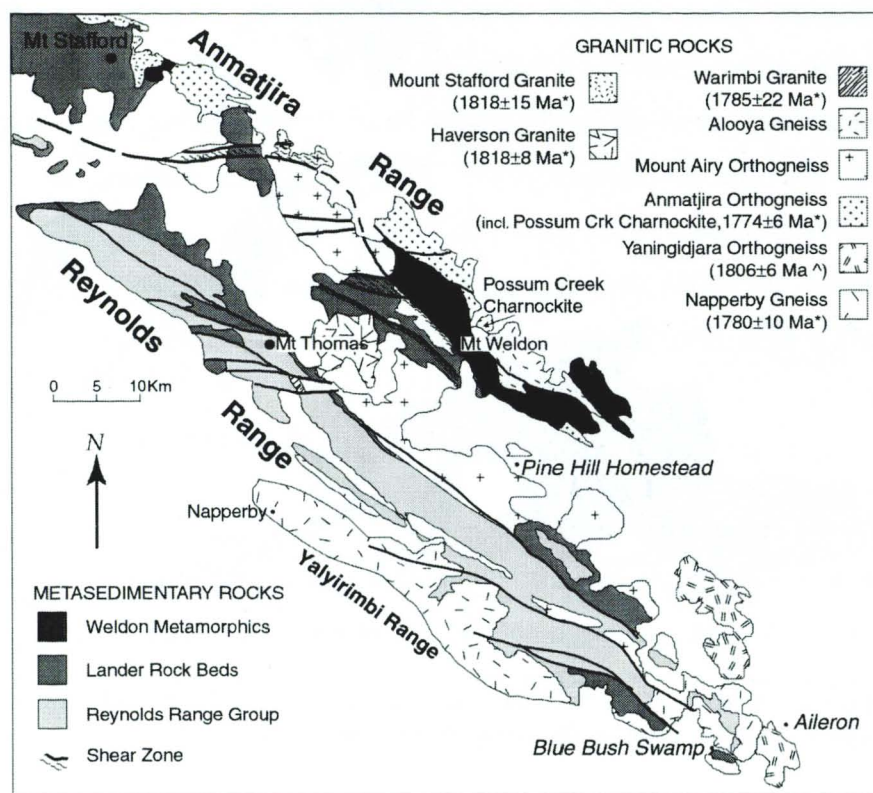 Mt Stafford
Anmatjira
Range
GRANITIC ROCKS
Mount Stafford Granite
(1818±15 Ma*)
Haverson Granite
(1818±8 Ma*)
Warimbi Granite
(1785±22 Ma*)
Alooya Gneiss
Mount Airy Orthogneiss
Anmatjira Orthogneiss
(incl. Possum Crk Charnockite,1774±6 Ma*)
Yaningidjara Orthogneiss
(1806±6 Ma ^)
Napperby Gneiss
(1780±10 Ma*)
Reynolds
Range
Possum Creek
Charnockite
Mt Thomas
Mt Weldon
0 5 10Km
N
Pine Hill Homestead
Napperby
Yalyirimbi Range
METASEDIMENTARY ROCKS
Weldon Metamorphics
Lander Rock Beds
Reynolds Range Group
Shear Zone
Aileron
Blue Bush Swamp